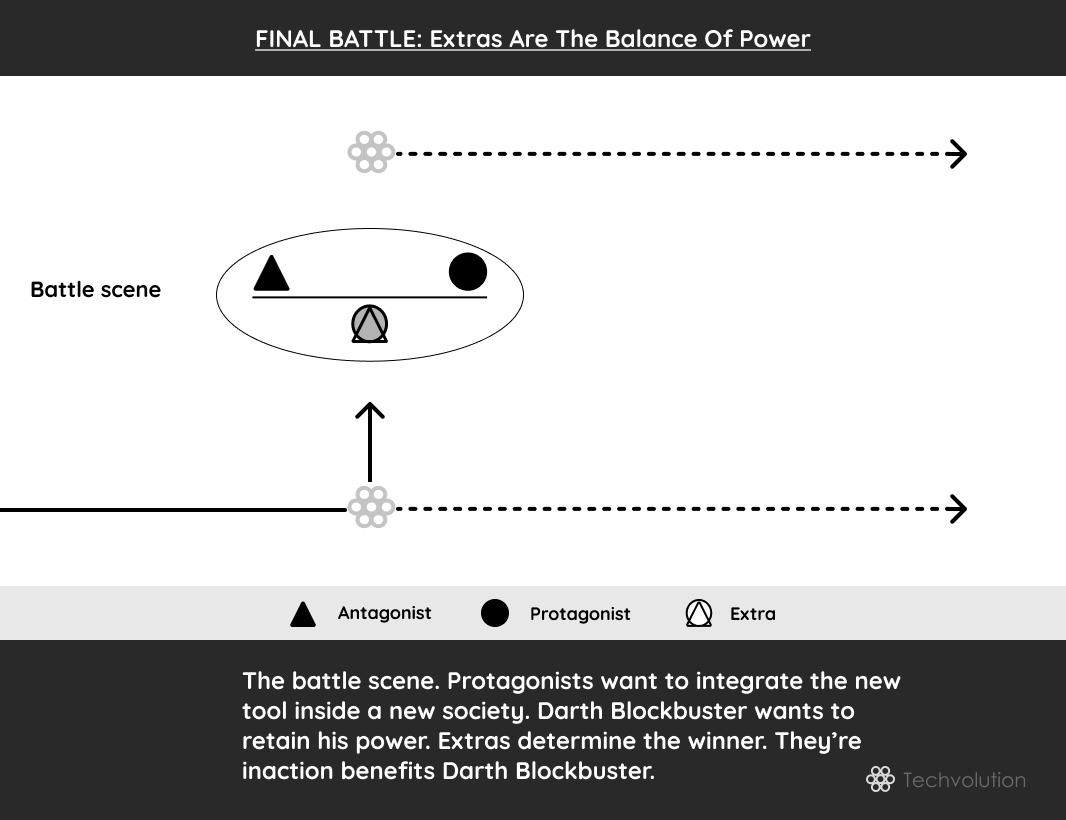 FINAL BATTLE: Extras Are The Balance Of Power
Battle scene
Antagonist
Protagonist
Extra
The battle scene. Protagonists want to integrate the new
tool inside a new society. Darth Blockbuster wants to
retain his power. Extras determine the winner. They’re
inaction benefits Darth Blockbuster.
Techvolution